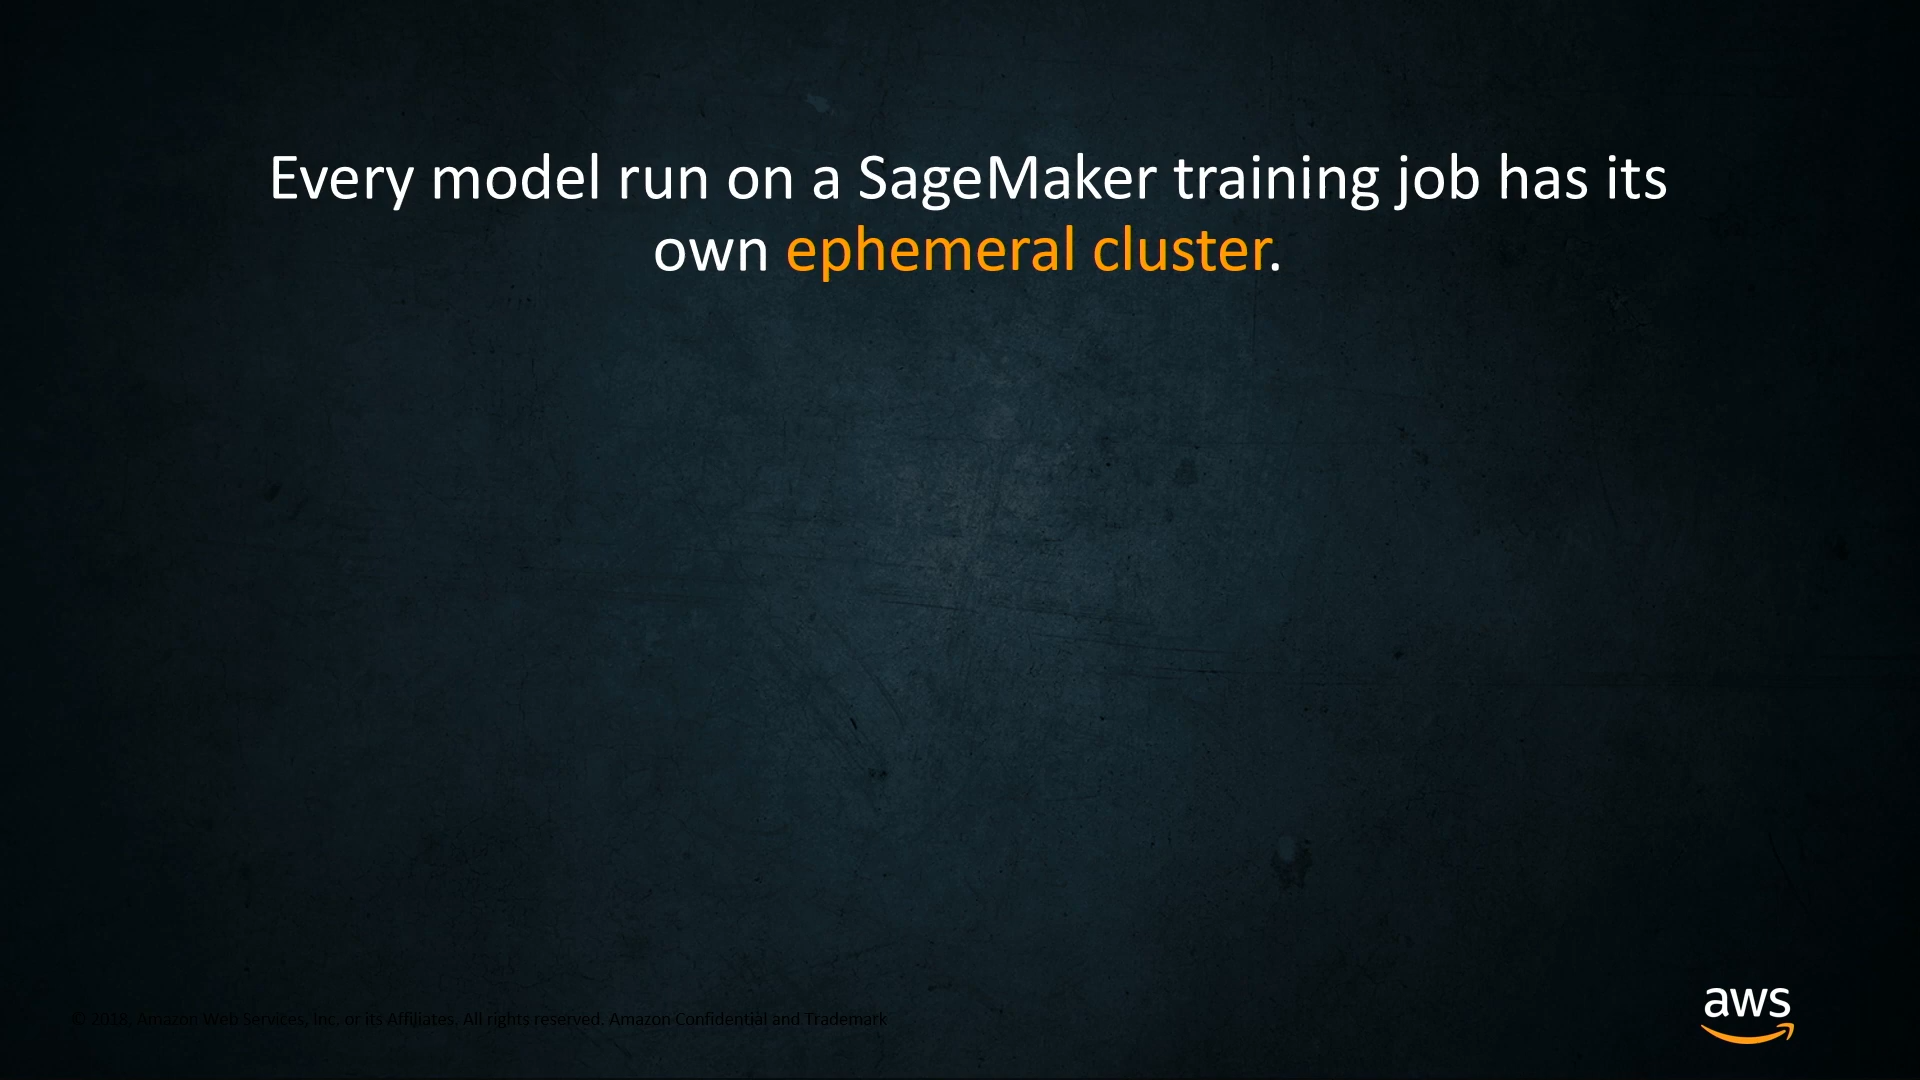 Every model run on a SageMaker training job has its
own ephemeral cluster.
© 2018, Amazon Web Services, Inc. or its Affiliates. All rights reserved. Amazon Confidential and Trademark
aws